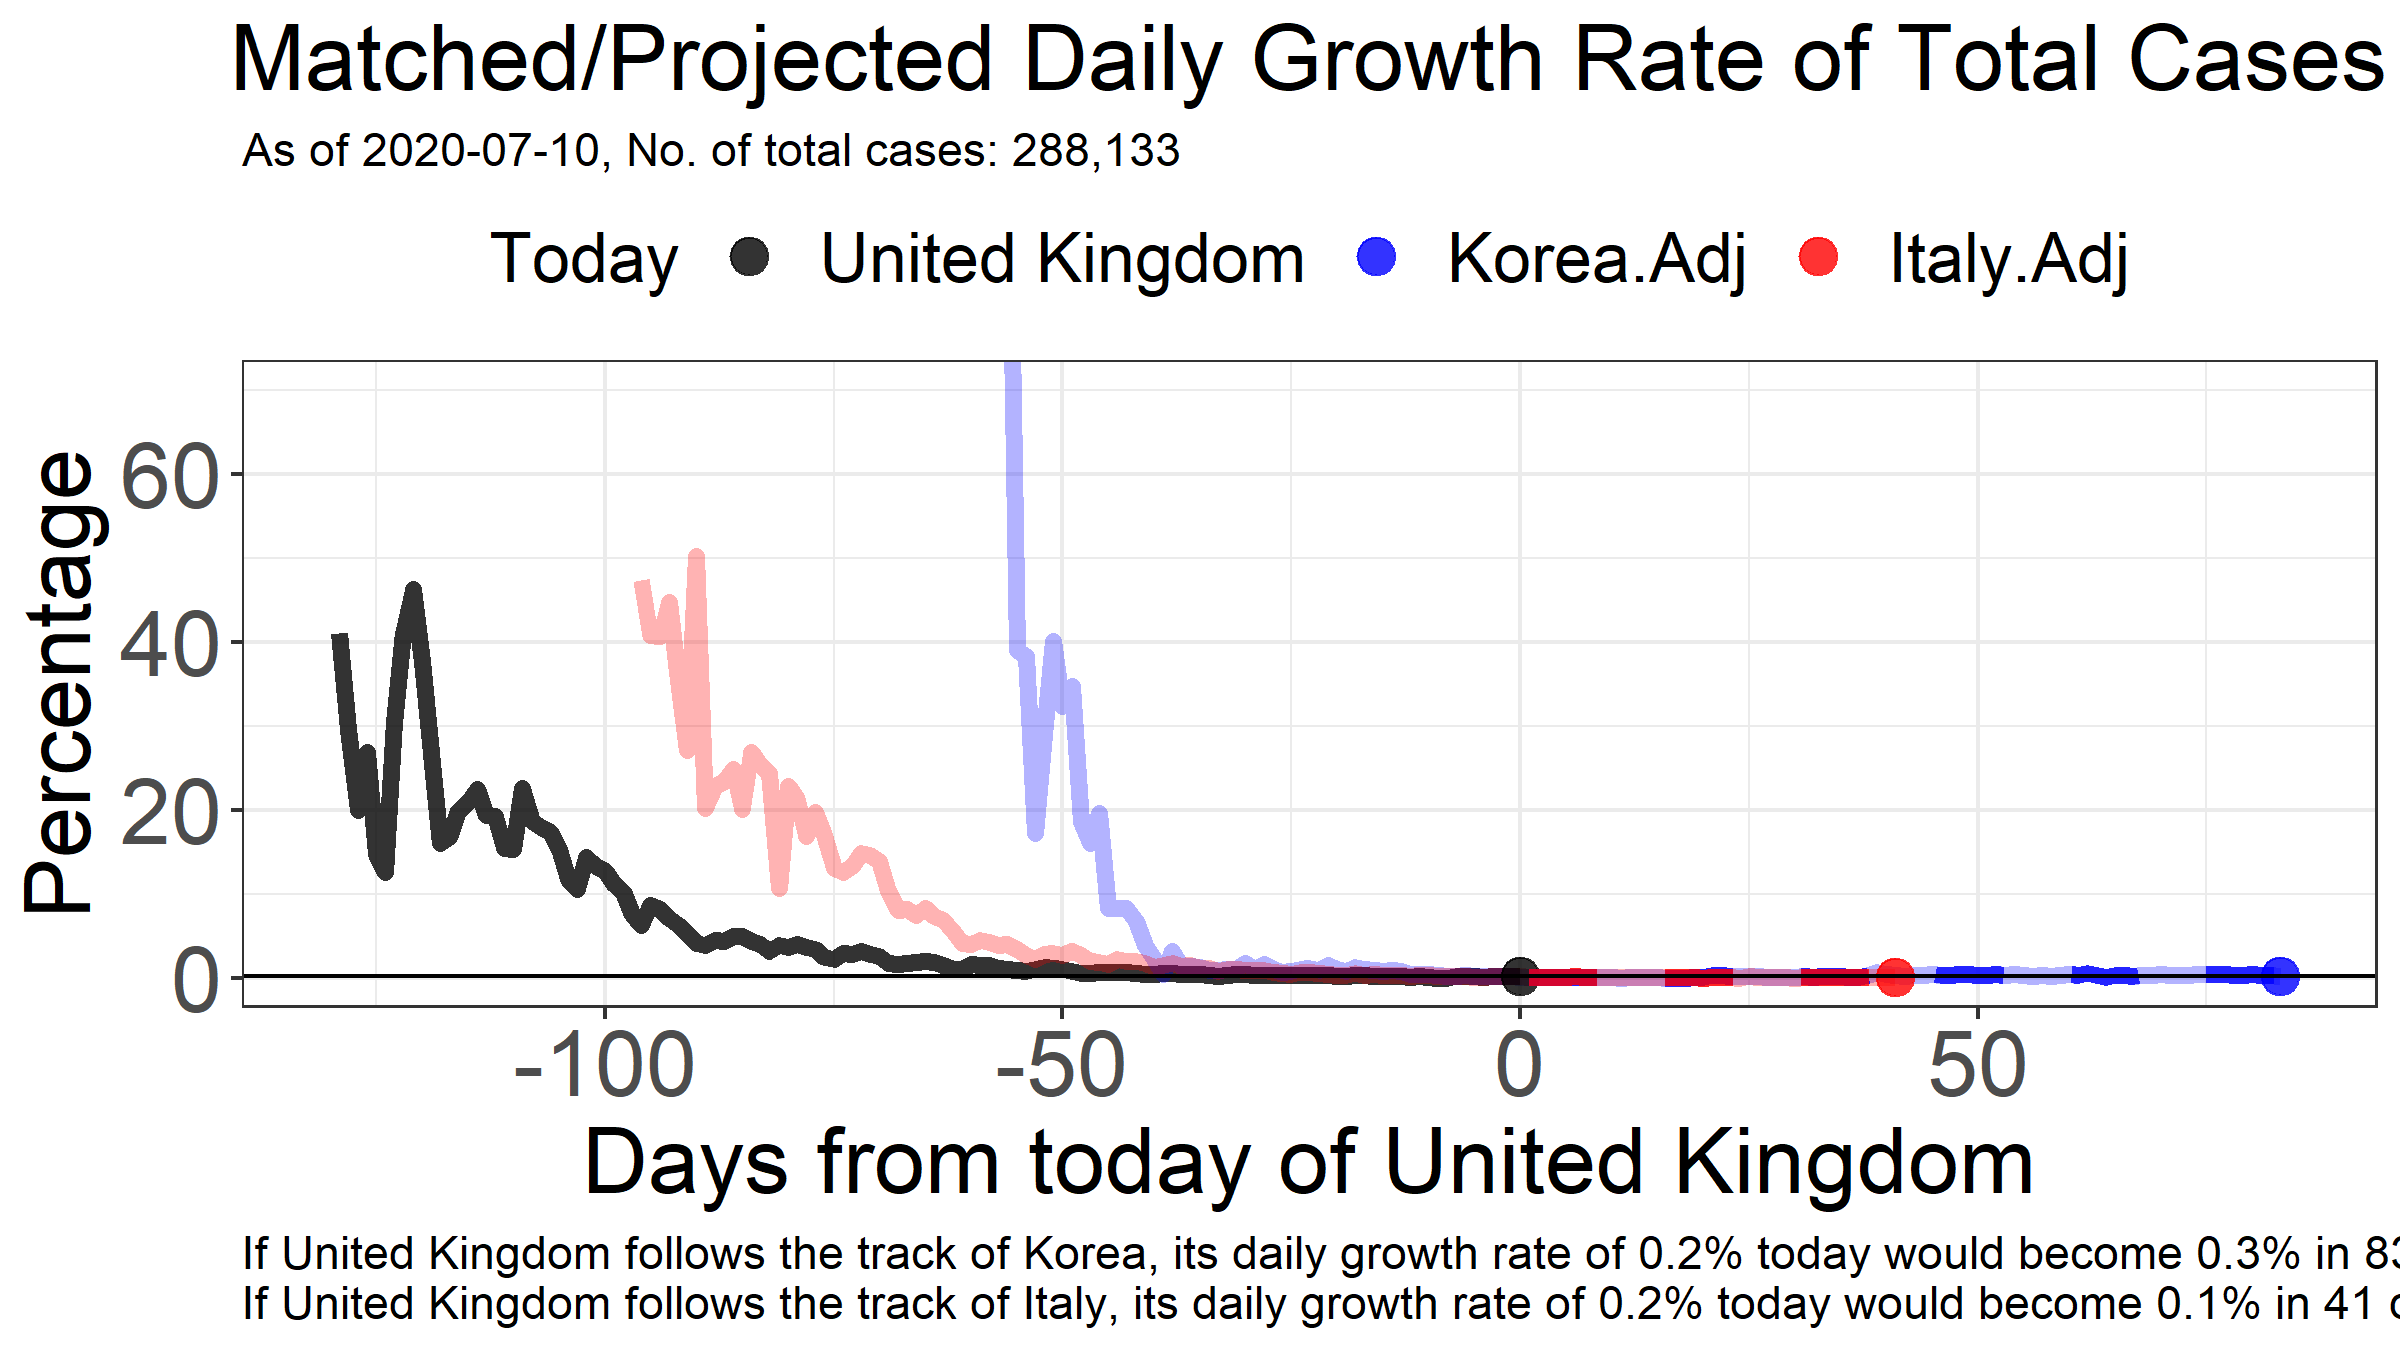 Matched/Projected Daily Growth Rate of Total Cases
As of 2020-07-10, No. of total cases: 288,133
Today United Kingdom Korea.Adj Italy.Adj
Percentage
60
40
20
0
-100 -50 0 50
Days from today of United Kingdom
If United Kingdom follows the track of Korea, its daily growth rate of 0.2% today would become 0.3% in 83
If United Kingdom follows the track of Italy, its daily growth rate of 0.2% today would become 0.1% in 41